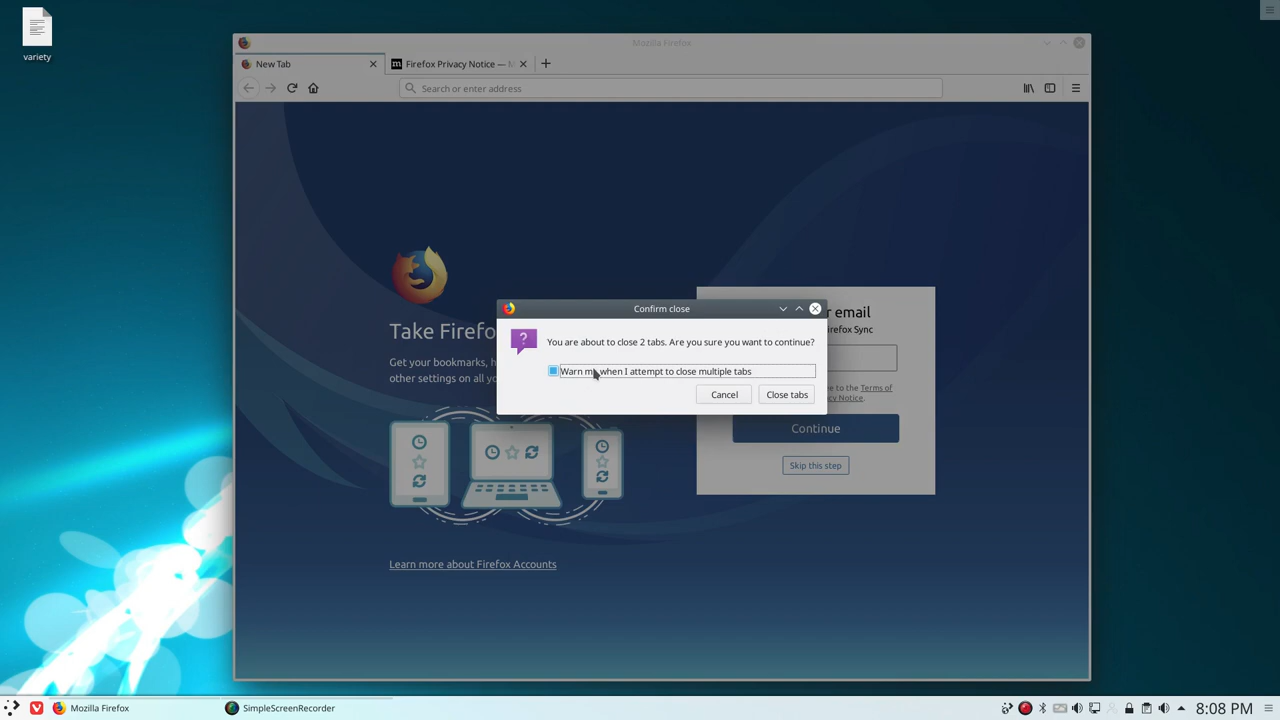 variety
Mozilla Firefox
New Tab
Firefox Privacy Notice —
Search or enter address
Take Firefo
Get your bookmarks, h
other settings on all yo
Learn more about Firefox Accounts
r email
irefox Sync
e to the Terms of
cy Notice.
Continue
Skip this step
Confirm close
You are about to close 2 tabs. Are you sure you want to continue?
Warn me when I attempt to close multiple tabs
Cancel
Close tabs
Mozilla Firefox
SimpleScreenRecorder
8:08 PM